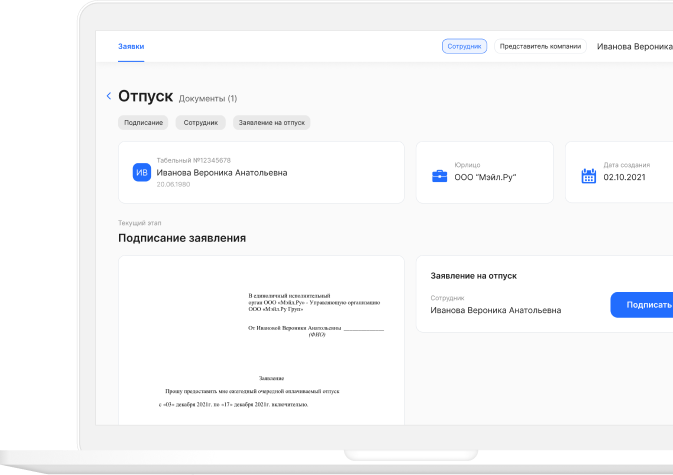 Заявки
Сотрудник
Представитель компании
Иванова Вероника
Отпуск Документы (1)
Подписание
Сотрудник
Заявление на отпуск
ИВ
Табельный №12345678
Иванова Вероника Анатольевна
20.06.1980
Юрлицо
ООО "Мэйл.Ру"
Дата создания
02.10.2021
Текущий этап
Подписание заявления
В единоличный исполнительный
орган ООО «Мэйл.Ру» - Управляющую организацию
ООО «Мэйл.Ру Груп»
От Ивановой Вероники Анатольевны
(ФИО)
Заявление
Прошу предоставить мне ежегодный очередной оплачиваемый отпуск
с «03» декабря 2021г. по «17» декабря 2021г. включительно.
Заявление на отпуск
Сотрудник
Иванова Вероника Анатольевна
Подписать